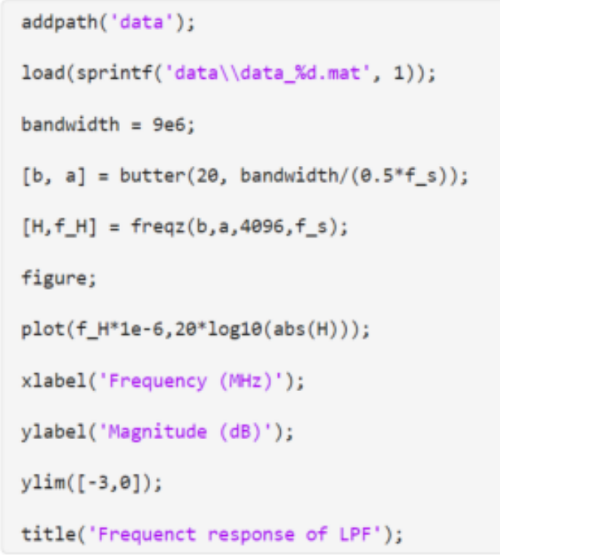 addpath('data');
load(sprintf('data\\data_%d.mat', 1));
bandwidth = 9e6;
[b, a] = butter(20, bandwidth/(0.5*f_s));
[H,f_H] = freqz(b,a,4096,f_s);
figure;
plot(f_H*1e-6,20*log10(abs(H)));
xlabel('Frequency (MHz)');
ylabel('Magnitude (dB)');
ylim([-3,0]);
title('Frequenct response of LPF');